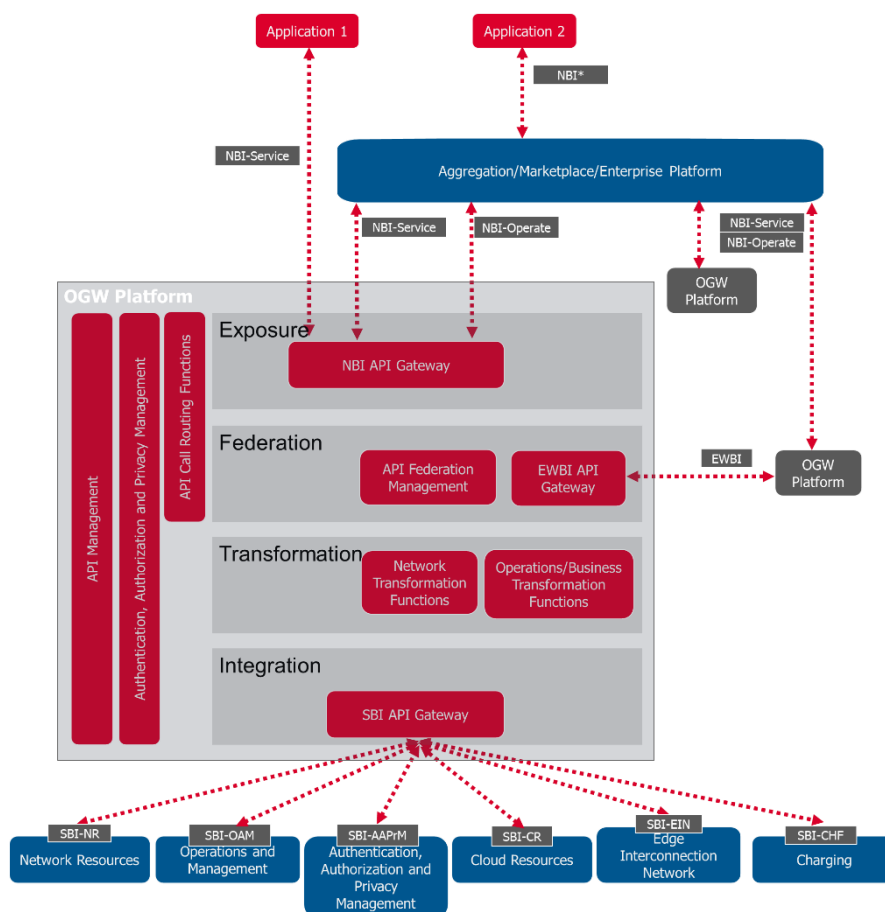 Application 1
Application 2
NBI*
NBI-Service
Aggregation/Marketplace/Enterprise Platform
NBI-Service
NBI-Operate
NBI-Service
NBI-Operate
OGW
Platform
OGW Platform
API Management
Authentication, Authorization and Privacy Management
API Call Routing Functions
Exposure
NBI API Gateway
Federation
API Federation
Management
EWBI API
Gateway
EWBI
OGW
Platform
Transformation
Network
Transformation
Functions
Operations/Business
Transformation
Functions
Integration
SBI API Gateway
SBI-NR
Network Resources
SBI-OAM
Operations and
Management
SBI-AAPrM
Authentication,
Authorization and
Privacy
Management
SBI-CR
Cloud Resources
SBI-EIN
Edge
Interconnection
Network
SBI-CHF
Charging